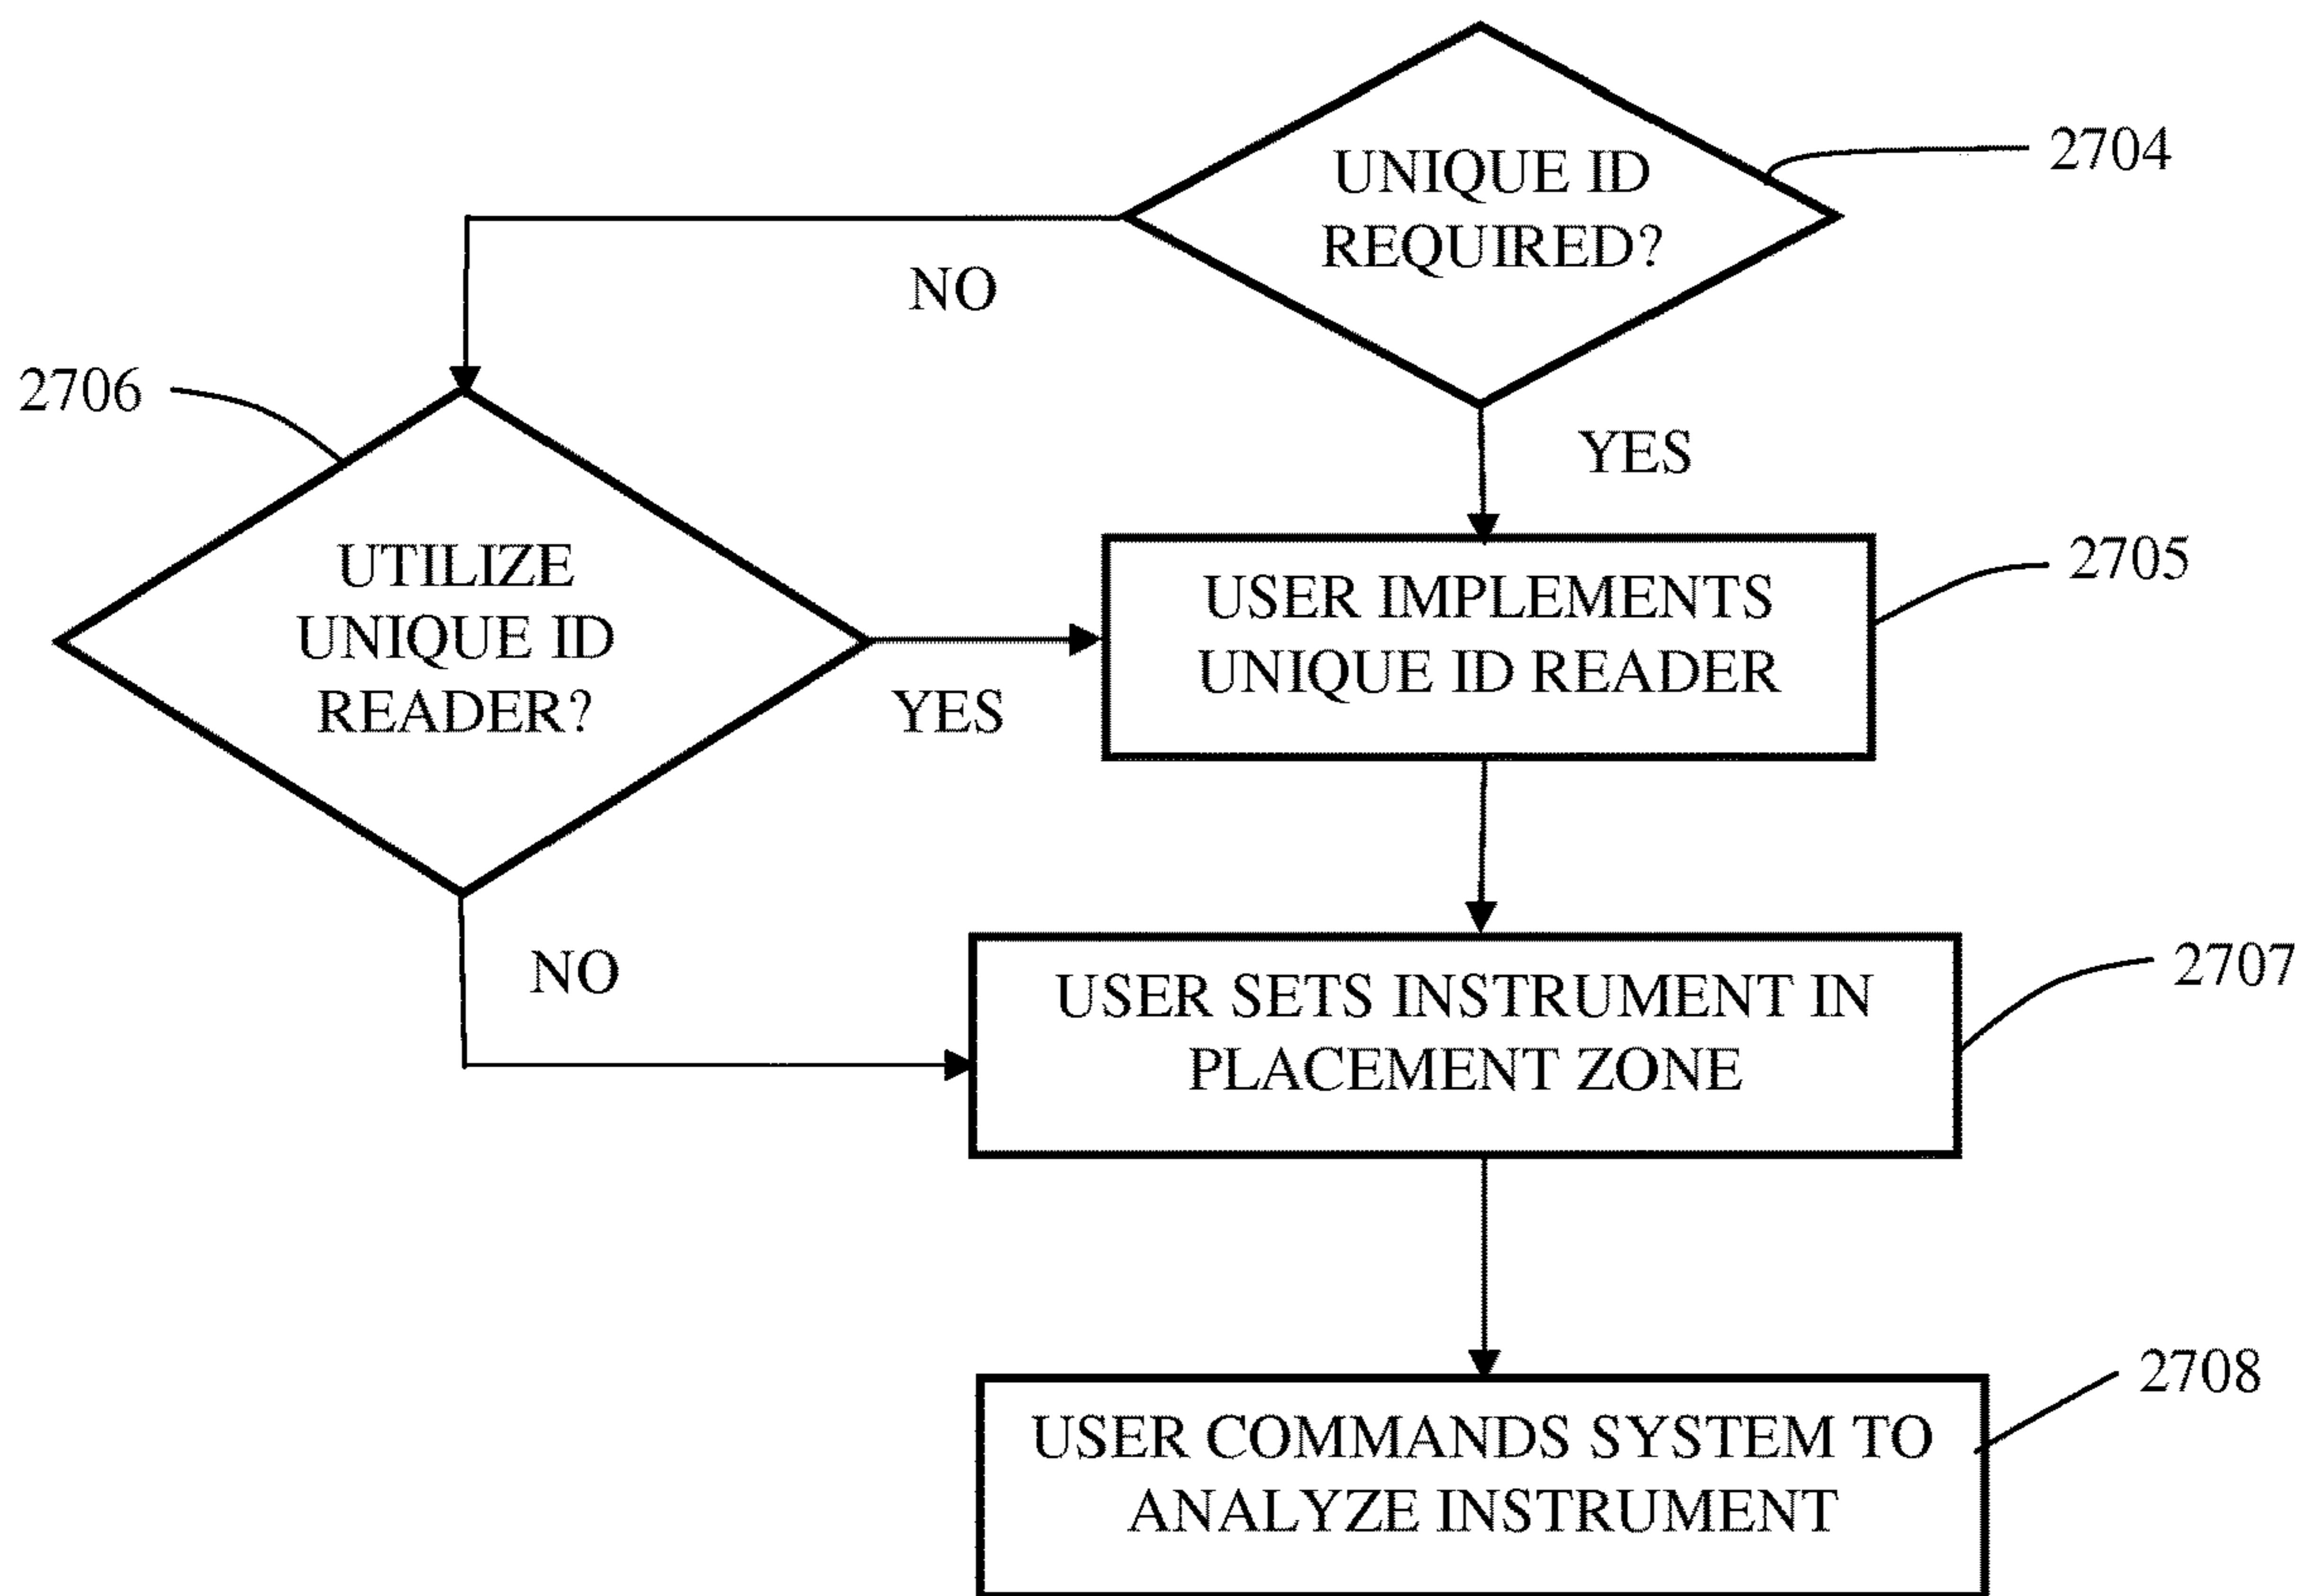 UNIQUE ID
REQUIRED?
2704
NO
YES
2706
UTILIZE
UNIQUE ID
READER?
YES
USER IMPLEMENTS
UNIQUE ID READER
2705
NO
USER SETS INSTRUMENT IN
PLACEMENT ZONE
2707
USER COMMANDS SYSTEM TO
ANALYZE INSTRUMENT
2708